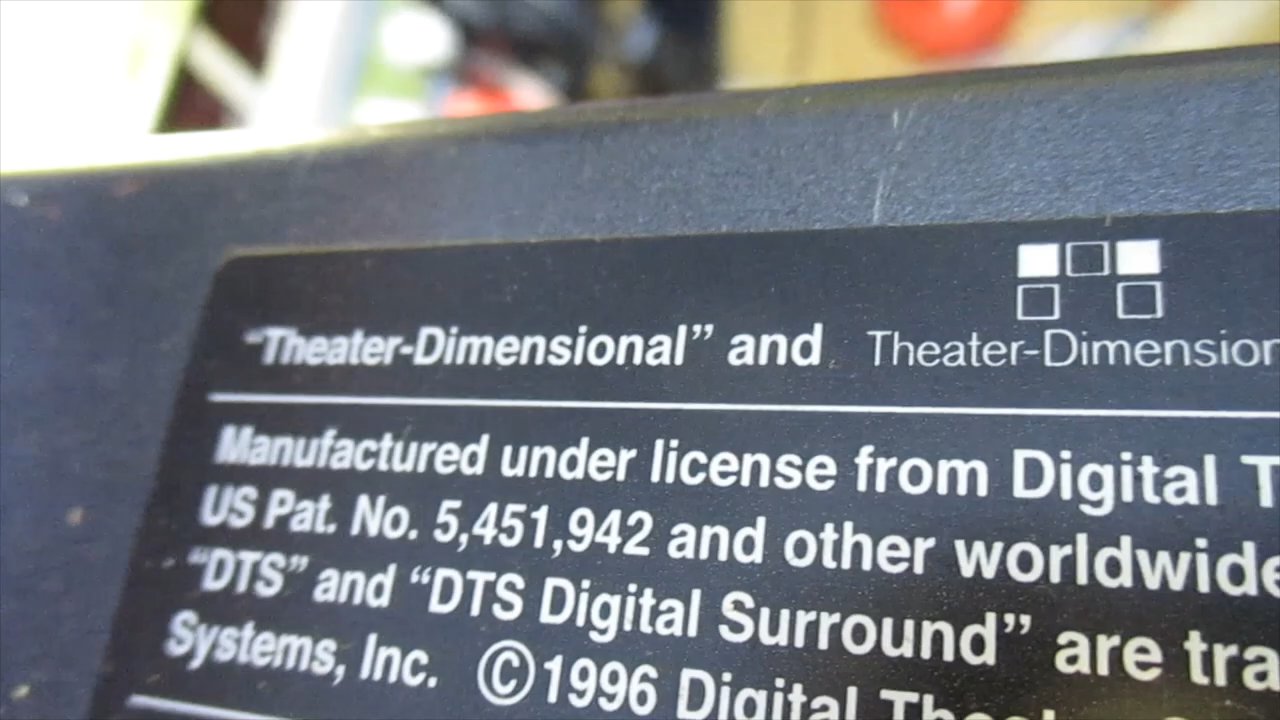 “Theater-Dimensional” and Theater-Dimension
Manufactured under license from Digital T
US Pat. No. 5,451,942 and other worldwide
“DTS” and “DTS Digital Surround” are tra
Systems, Inc. ©1996 Digital